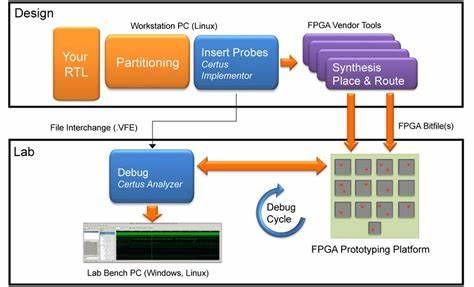 Design
Workstation PC (Linux)
FPGA Vendor Tools
Your
RTL
Partitioning
Insert Probes
Certus
Implementor
Synthesis
Place & Route
File Interchange (.VFE)
FPGA Bitfile(s)
Lab
Debug
Certus Analyzer
Debug
Cycle
Lab Bench PC (Windows, Linux)
FPGA Prototyping Platform